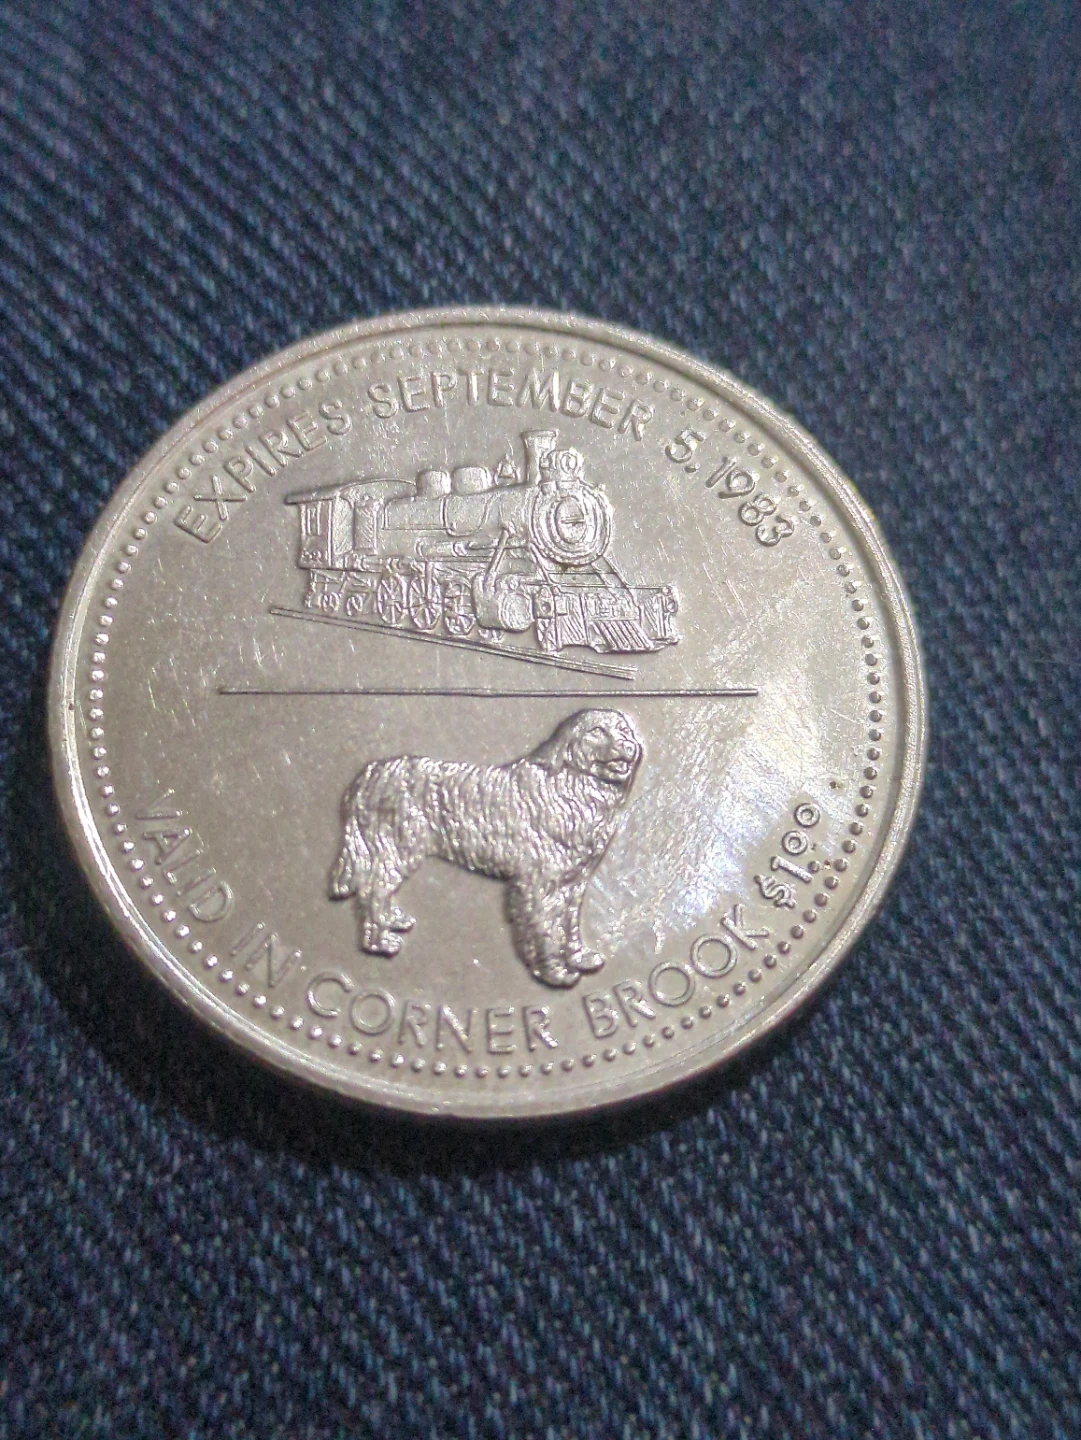 EXPIRES SEPTEMBER 5. 1983
VALID IN CORNER BROOK $1.00